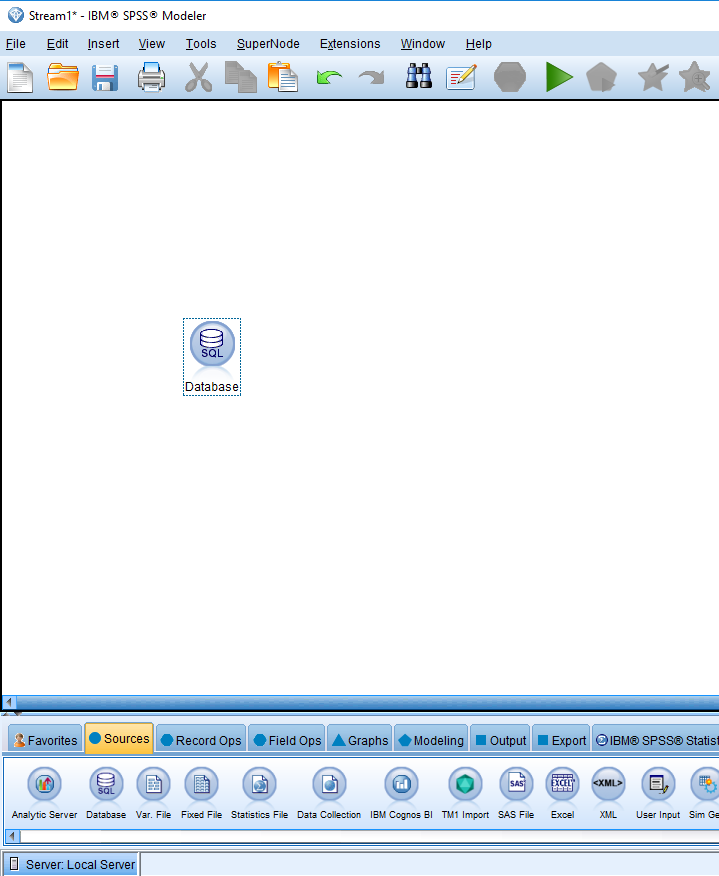 Stream1* - IBM® SPSS® Modeler
File Edit Insert View Tools SuperNode Extensions Window Help
SQL
Database
Favorites Sources Record Ops Field Ops Graphs Modeling Output Export IBM® SPSS® Statist
SQL SAS EXCEL <XML>
Analytic Server Database Var. File Fixed File Statistics File Data Collection IBM Cognos BI TM1 Import SAS File Excel XML User Input Sim Ge
Server: Local Server